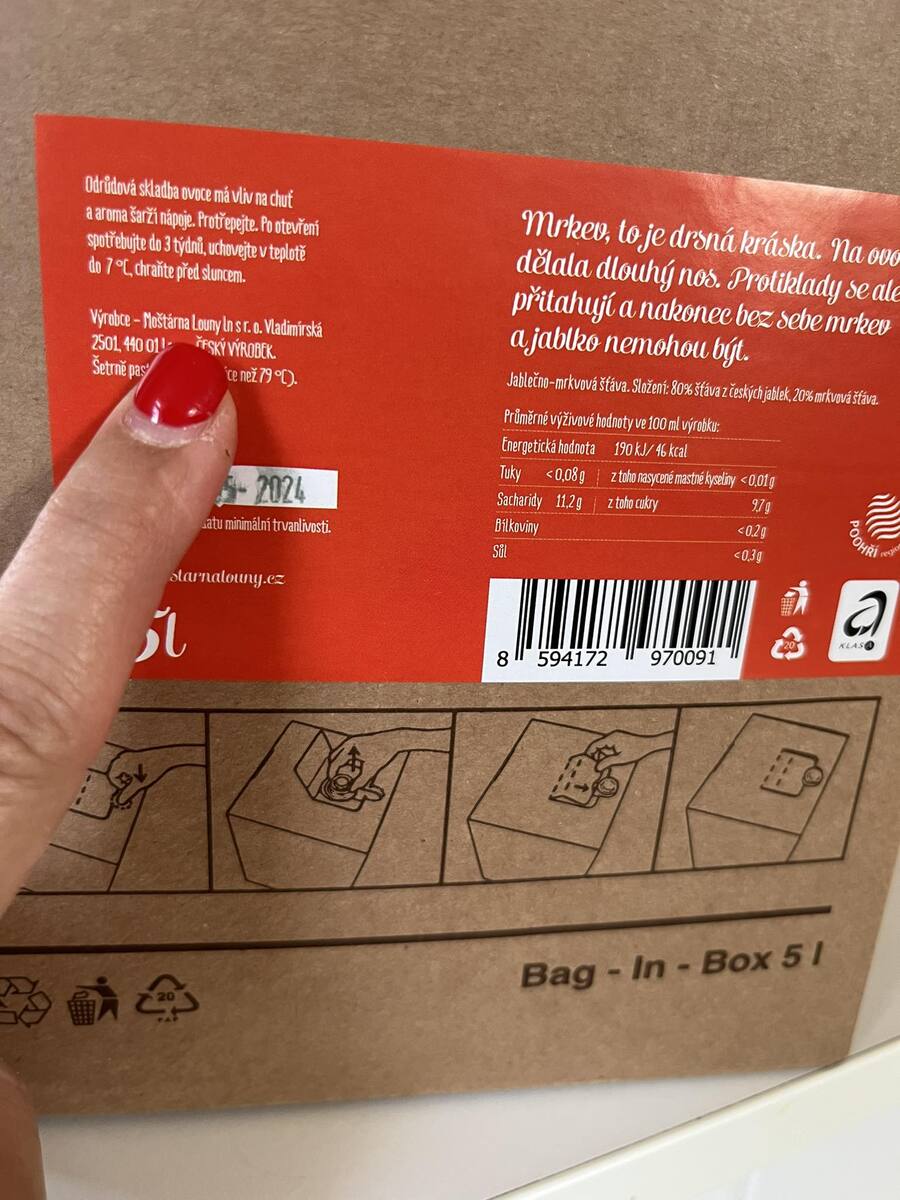 Odrůdová skladba ovoce má vliv na chuť
a aroma šarží nápoje. Protřepejte. Po otevření
spotřebujte do 3 týdnů, uchovejte v teplotě
do 7 °C, chraňte před sluncem.
Výrobce – Moštárna Louny ln s r. o. Vladimírská
2501, 440 01 ČESKÝ VÝROBEK.
Šetrně než 79 °C).
2024
minimální trvanlivosti.
5l
Mrkev, to je drsná kráska. Na
dělala dlouhý nos. Protiklady se ale
přitahují a nakonec bez sebe mrkev
a jablko nemohou být.
Jablečno-mrkvová šťáva. Složení: 80% šťáva z českých jablek, 20% mrkvová šťáva.
Průměrné výživové hodnoty ve 100 ml výrobku:
Energetická hodnota 190 kJ/ 46 kcal
Tuky <0,08 g z toho nasycené mastné kyseliny <0,01 g
Sacharidy 11,2 g z toho cukry 9,7 g
Bílkoviny <0,2 g
Sůl <0,3 g
8 594172 970091
POOHŘÍ
20
KLASA
Bag - In - Box 5 l
20
PAP